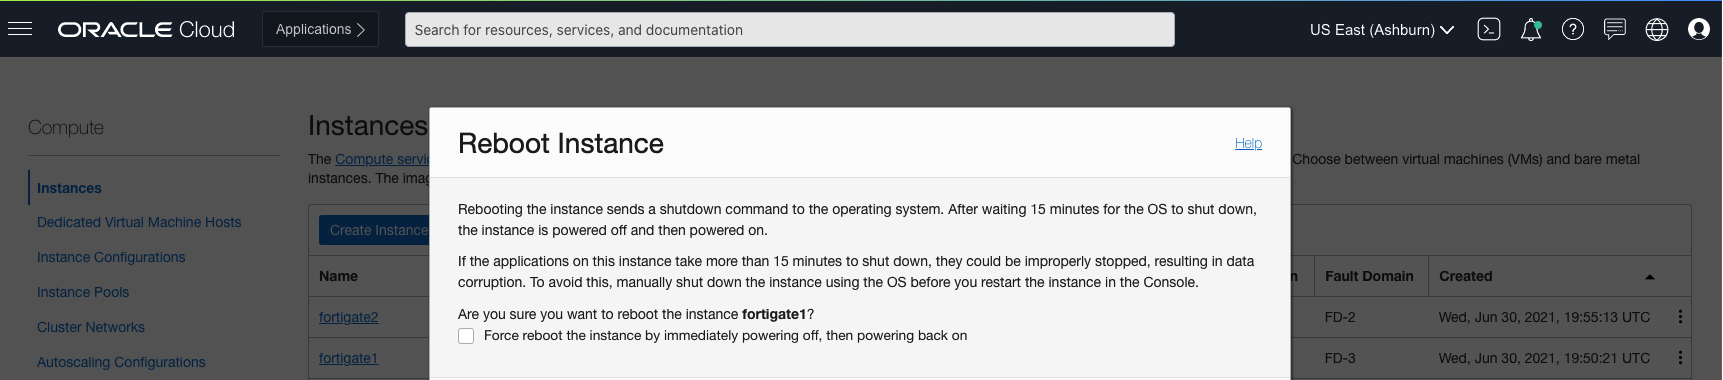 ORACLE Cloud
Applications
Search for resources, services, and documentation
US East (Ashburn)
Compute
Instances
Dedicated Virtual Machine Hosts
Instance Configurations
Instance Pools
Cluster Networks
Autoscaling Configurations
Instances
The Compute servic
instances. The imag
Choose between virtual machines (VMs) and bare metal
Create Instance
Name
fortigate2
fortigate1
Reboot Instance
Help
Rebooting the instance sends a shutdown command to the operating system. After waiting 15 minutes for the OS to shut down,
the instance is powered off and then powered on.
If the applications on this instance take more than 15 minutes to shut down, they could be improperly stopped, resulting in data
corruption. To avoid this, manually shut down the instance using the OS before you restart the instance in the Console.
Are you sure you want to reboot the instance fortigate1?
Force reboot the instance by immediately powering off, then powering back on
n Fault Domain Created
FD-2 Wed, Jun 30, 2021, 19:55:13 UTC
FD-3 Wed, Jun 30, 2021, 19:50:21 UTC